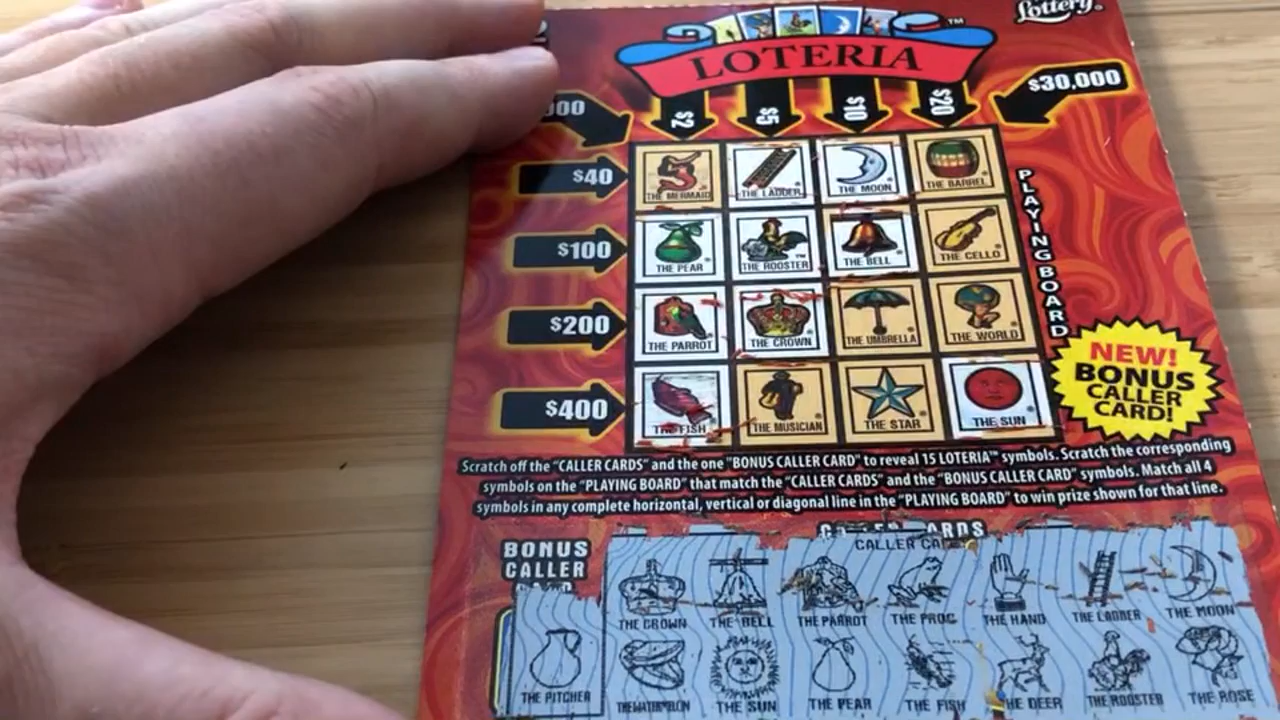 Lottery
LOTERIA™
$30,000
00
$2 $5 $10 $20
$40
THE MERMAID THE LADDER THE MOON THE BARREL
$100
THE PEAR THE ROOSTER™ THE BELL THE CELLO
$200
THE PARROT THE CROWN THE UMBRELLA THE WORLD
$400
THE FISH THE MUSICIAN THE STAR THE SUN
PLAYING BOARD
NEW!
BONUS
CALLER
CARD!
Scratch off the "CALLER CARDS" and the one "BONUS CALLER CARD" to reveal 15 LOTERIA™ symbols. Scratch the corresponding
symbols on the "PLAYING BOARD" that match the "CALLER CARDS" and the "BONUS CALLER CARD" symbols. Match all 4
symbols in any complete horizontal, vertical or diagonal line in the "PLAYING BOARD" to win prize shown for that line.
BONUS
CALLER
THE PITCHER
THE CROWN THE BELL THE PARROT THE FROG THE HAND THE LADDER THE MOON
THE WATERMELON THE SUN THE PEAR THE FISH HE DEER THE ROOSTER THE ROSE